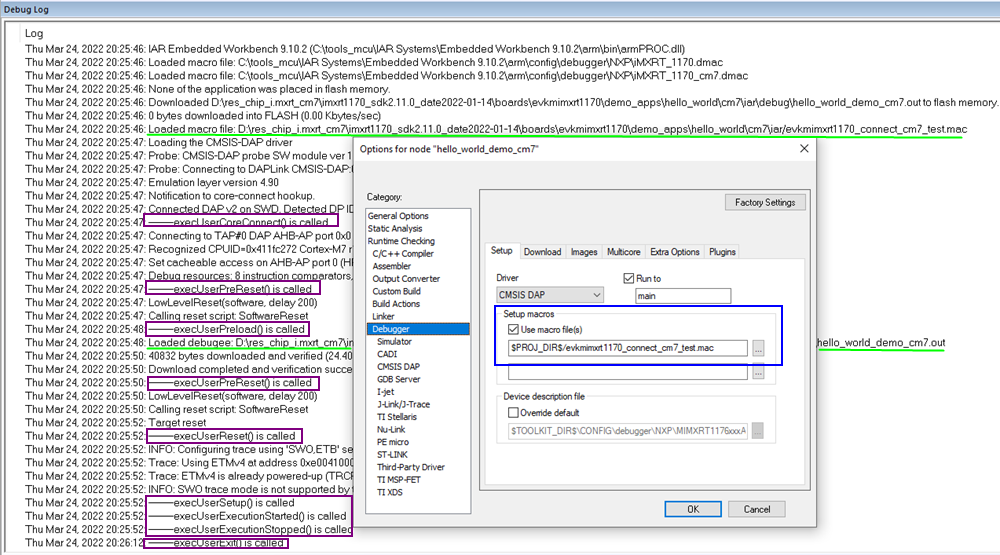 Debug Log
Log
Thu Mar 24, 2022 20:25:46: IAR Embedded Workbench 9.10.2 (C:\tools_mcu\IAR Systems\Embedded Workbench 9.10.2\arm\bin\armPROC.dll)
Thu Mar 24, 2022 20:25:46: Loaded macro file: C:\tools_mcu\IAR Systems\Embedded Workbench 9.10.2\arm\config\debugger\NXP\iMXRT_1170.dmac
Thu Mar 24, 2022 20:25:46: Loaded macro file: C:\tools_mcu\IAR Systems\Embedded Workbench 9.10.2\arm\config\debugger\NXP\iMXRT_1170_cm7.dmac
Thu Mar 24, 2022 20:25:46: None of the application was placed in flash memory.
Thu Mar 24, 2022 20:25:46: Downloaded D:\res_chip_i.mxrt_cm7\imxrt1170_sdk2.11.0_date2022-01-14\boards\evkmimxrt1170\demo_apps\hello_world\cm7\iar\debug\hello_world_demo_cm7.out to flash memory.
Thu Mar 24, 2022 20:25:46: 0 bytes downloaded into FLASH (0.00 Kbytes/sec)
Thu Mar 24, 2022 20:25:46: Loaded macro file: D:\res_chip_i.mxrt_cm7\imxrt1170_sdk2.11.0_date2022-01-14\boards\evkmimxrt1170\demo_apps\hello_world\cm7\iar/evkmimxrt1170_connect_cm7_test.mac
Thu Mar 24, 2022 20:25:47: Loading the CMSIS-DAP driver
Thu Mar 24, 2022 20:25:47: Probe: CMSIS-DAP probe SW module ver 1
Thu Mar 24, 2022 20:25:47: Probe: Connecting to DAPLink CMSIS-DAP:0
Thu Mar 24, 2022 20:25:47: Emulation layer version 4.90
Thu Mar 24, 2022 20:25:47: Notification to core-connect hookup.
Thu Mar 24, 2022 20:25:47: Connected DAP v2 on SWD. Detected DP ID
Thu Mar 24, 2022 20:25:47: -----execUserCoreConnect() is called
Thu Mar 24, 2022 20:25:47: Connecting to TAP#0 DAP AHB-AP port 0x0
Thu Mar 24, 2022 20:25:47: Recognized CPUID=0x411fc272 Cortex-M7 r
Thu Mar 24, 2022 20:25:47: Set cacheable access on AHB-AP port 0 (HF
Thu Mar 24, 2022 20:25:47: Debug resources: 8 instruction comparators,
Thu Mar 24, 2022 20:25:47: -----execUserPreReset() is called
Thu Mar 24, 2022 20:25:47: LowLevelReset(software, delay 200)
Thu Mar 24, 2022 20:25:47: Calling reset script: SoftwareReset
Thu Mar 24, 2022 20:25:48: -----execUserPreload() is called
Thu Mar 24, 2022 20:25:48: Loaded debugee: D:\res_chip_i.mxrt_cm7\im hello_world_demo_cm7.out
Thu Mar 24, 2022 20:25:50: 40832 bytes downloaded and verified (24.40
Thu Mar 24, 2022 20:25:50: Download completed and verification succe
Thu Mar 24, 2022 20:25:50: -----execUserPreReset() is called
Thu Mar 24, 2022 20:25:50: LowLevelReset(software, delay 200)
Thu Mar 24, 2022 20:25:50: Calling reset script: SoftwareReset
Thu Mar 24, 2022 20:25:52: Target reset
Thu Mar 24, 2022 20:25:52: -----execUserReset() is called
Thu Mar 24, 2022 20:25:52: INFO: Configuring trace using 'SWO,ETB' se
Thu Mar 24, 2022 20:25:52: Trace: Using ETMv4 at address 0xe0041000
Thu Mar 24, 2022 20:25:52: Trace: ETMv4 is already powered-up (TRCP
Thu Mar 24, 2022 20:25:52: INFO: SWO trace mode is not supported by t
Thu Mar 24, 2022 20:25:52: -----execUserSetup() is called
Thu Mar 24, 2022 20:25:52: -----execUserExecutionStarted() is called
Thu Mar 24, 2022 20:25:52: -----execUserExecutionStopped() is called
Thu Mar 24, 2022 20:26:12: -----execUserExit() is called
Options for node "hello_world_demo_cm7"
Category:
General Options
Static Analysis
Runtime Checking
C/C++ Compiler
Assembler
Output Converter
Custom Build
Build Actions
Linker
Debugger
Simulator
CADI
CMSIS DAP
GDB Server
I-jet
J-Link/J-Trace
TI Stellaris
Nu-Link
PE micro
ST-LINK
Third-Party Driver
TI MSP-FET
TI XDS
Factory Settings
Setup Download Images Multicore Extra Options Plugins
Driver
CMSIS DAP
Run to
main
Setup macros
Use macro file(s)
$PROJ_DIR$/evkmimxrt1170_connect_cm7_test.mac
...
...
Device description file
Override default
$TOOLKIT_DIR$\CONFIG\debugger\NXP\MIMXRT1176xxxA
...
OK Cancel